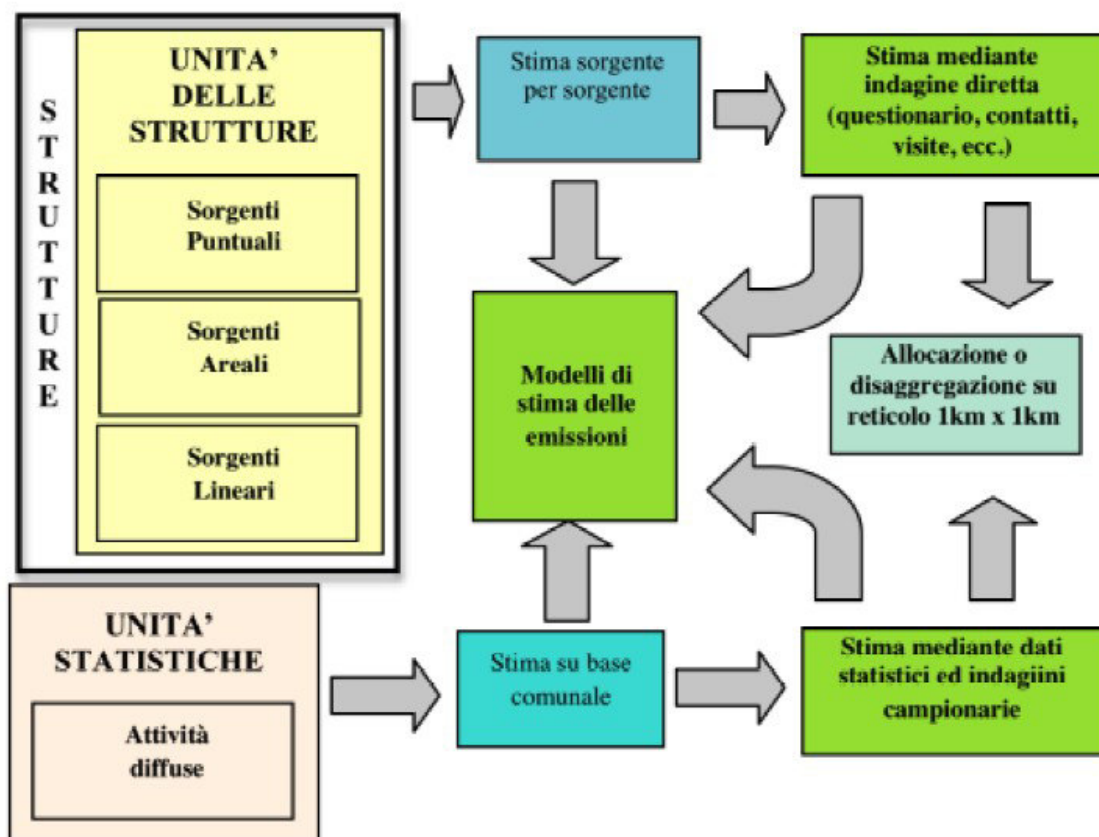 STRUTTURE
UNITA’
DELLE
STRUTTURE
Sorgenti
Puntuali
Sorgenti
Areali
Sorgenti
Lineari
Stima sorgente
per sorgente
Stima mediante
indagine diretta
(questionario, contatti,
visite, ecc.)
Modelli di
stima delle
emissioni
Allocazione o
disaggregazione su
reticolo 1km x 1km
UNITA’
STATISTICHE
Attività
diffuse
Stima su base
comunale
Stima mediante dati
statistici ed indagiini
campionarie